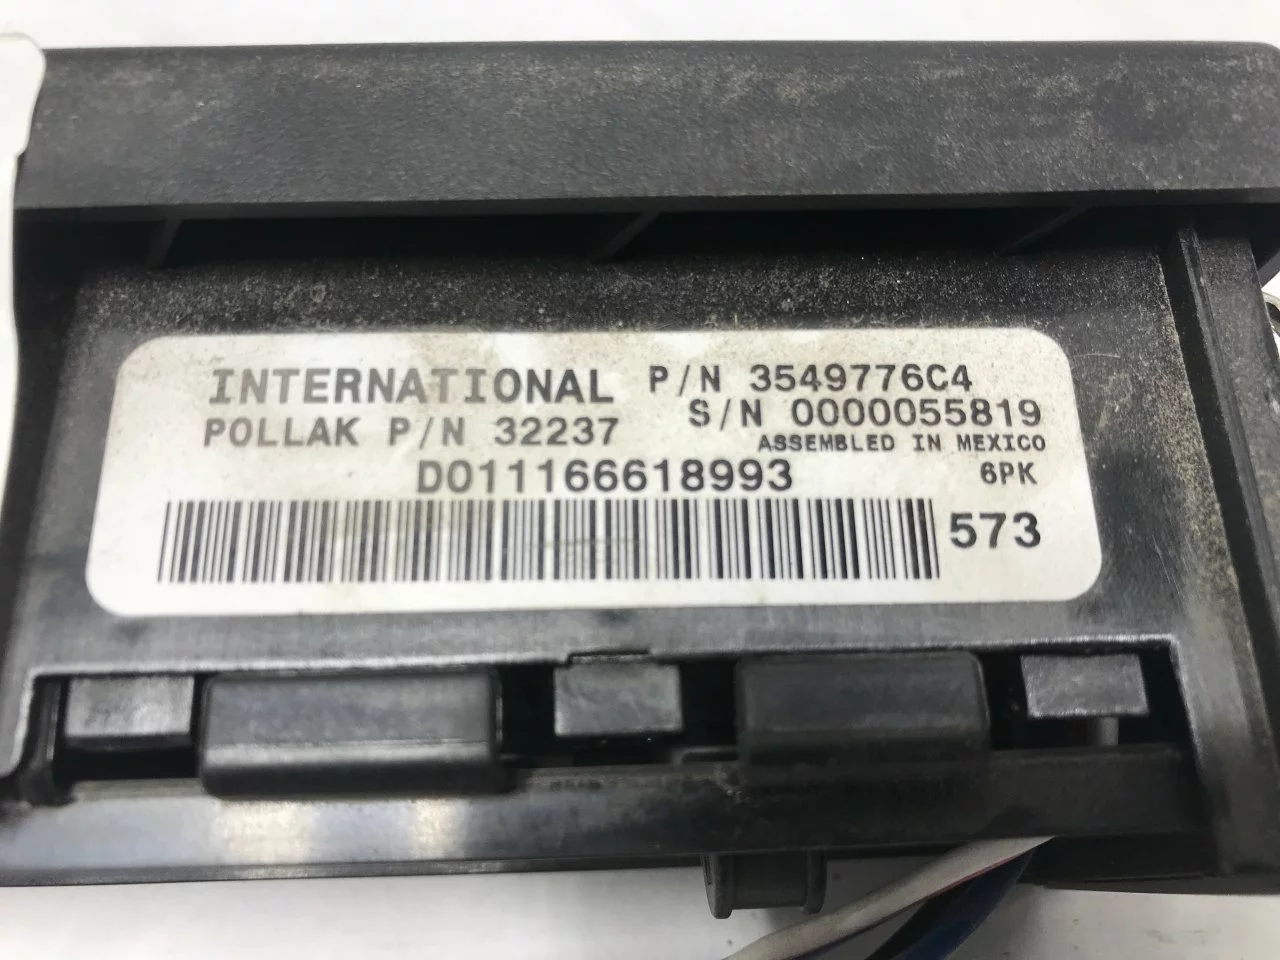 INTERNATIONAL P/N 3549776C4
S/N 0000055819
POLLAK P/N 32237
ASSEMBLED IN MEXICO
D011166618993 6PK
573